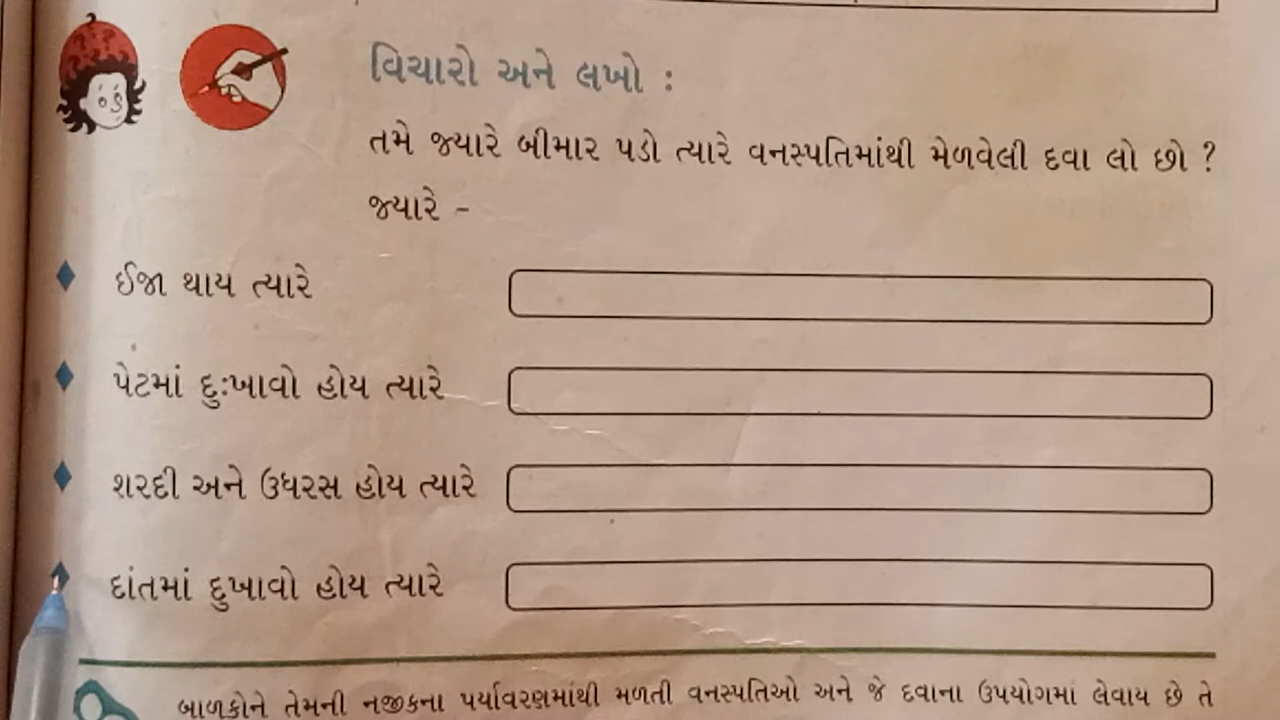 વિચારો અને લખો :
તમે જ્યારે બીમાર પડો ત્યારે વનસ્પતિમાંથી મેળવેલી દવા લો છો ?
જ્યારે -
ઈજા થાય ત્યારે
પેટમાં દુઃખાવો હોય ત્યારે
શરદી અને ઉધરસ હોય ત્યારે
દાંતમાં દુખાવો હોય ત્યારે
બાળકોને તેમની નજીકના પર્યાવરણમાંથી મળતી વનસ્પતિઓ અને જે દવાના ઉપયોગમાં લેવાય છે તે